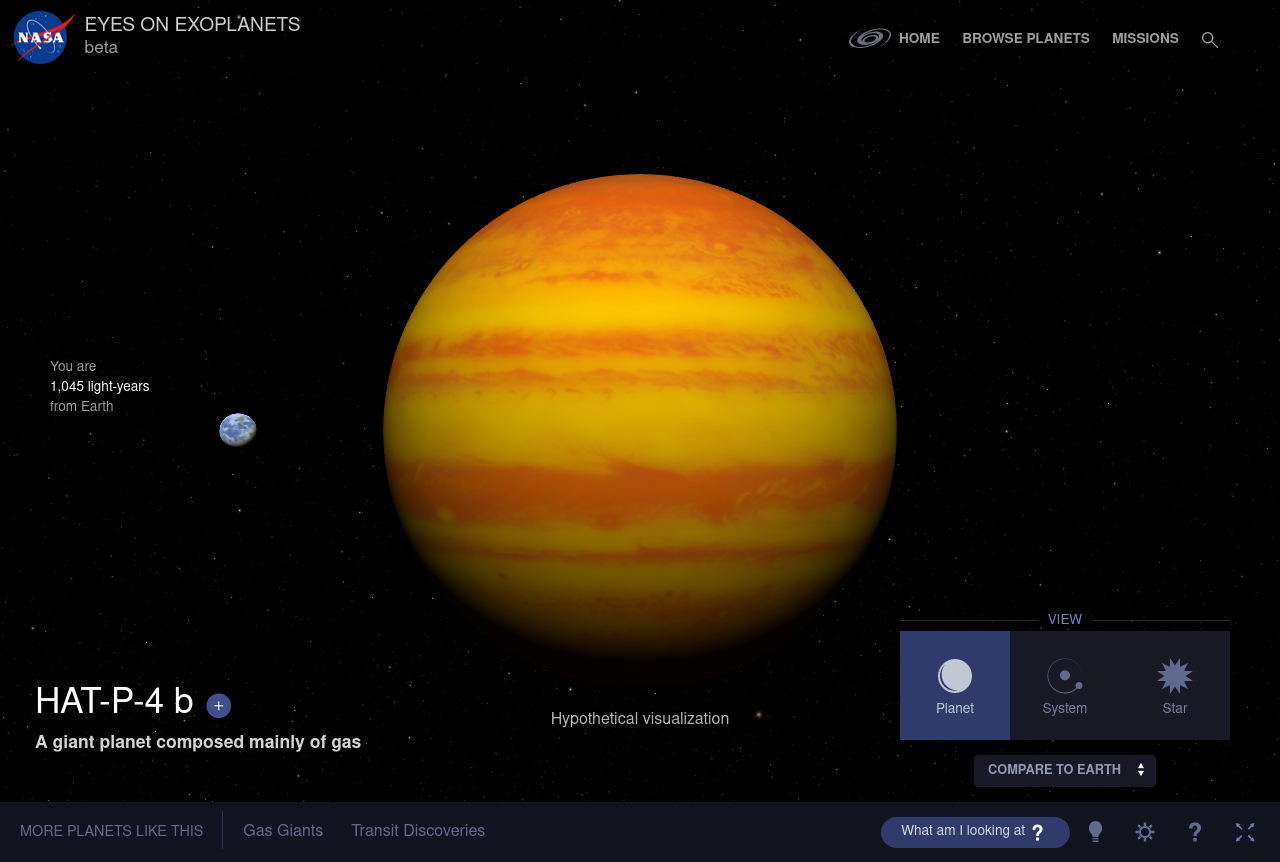 NASA
EYES ON EXOPLANETS
beta
HOME
BROWSE PLANETS
MISSIONS
You are
1,045 light-years
from Earth
HAT-P-4 b
+
A giant planet composed mainly of gas
Hypothetical visualization
VIEW
Planet
System
Star
COMPARE TO EARTH
MORE PLANETS LIKE THIS
Gas Giants
Transit Discoveries
What am I looking at ?
?